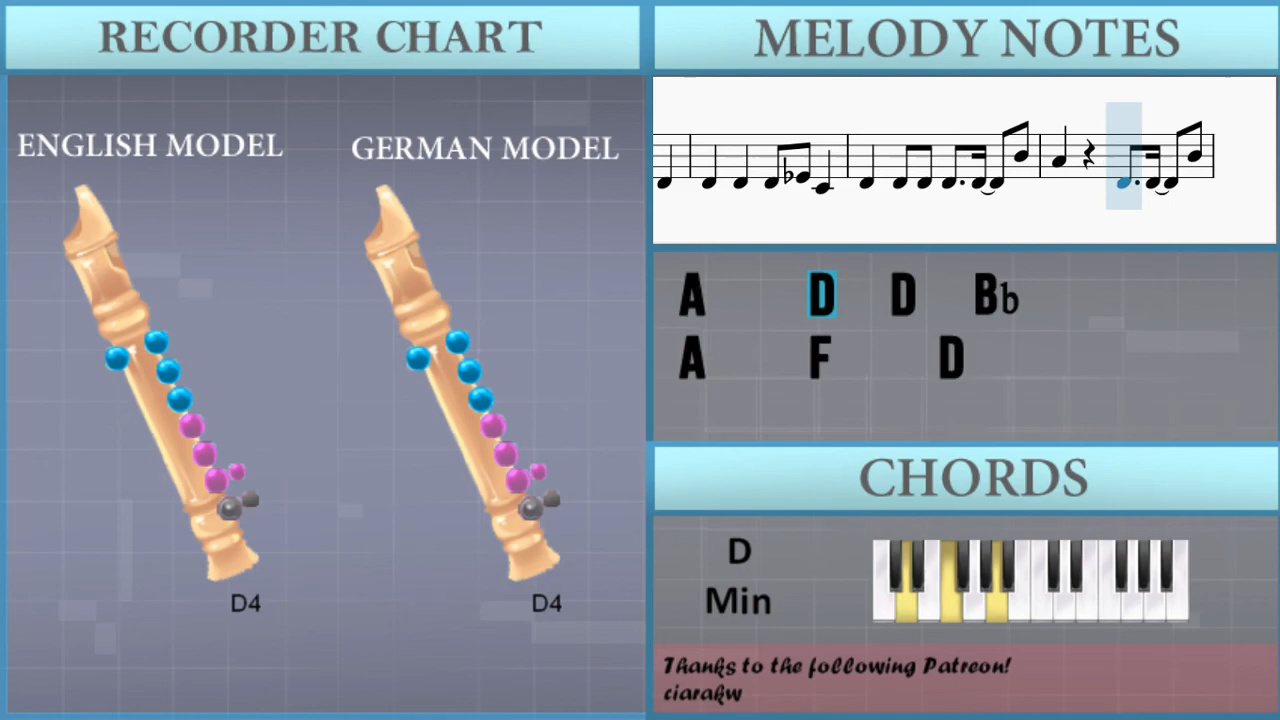 RECORDER CHART
ENGLISH MODEL
GERMAN MODEL
D4
D4
MELODY NOTES
A D D Bb
A F D
CHORDS
D
Min
Thanks to the following Patreon!
ciarakw